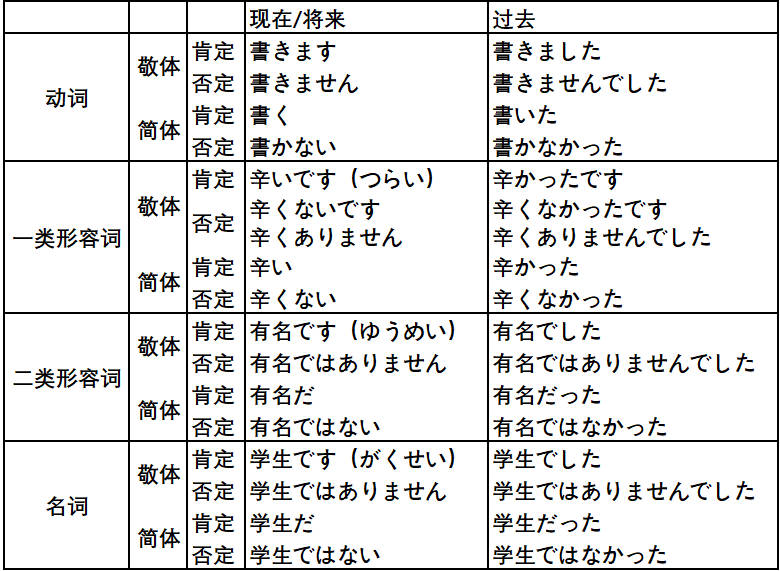 现在/将来 过去
动词 敬体 肯定 書きます 書きました
否定 書きません 書きませんでした
简体 肯定 書く 書いた
否定 書かない 書かなかった
一类形容词 敬体 肯定 辛いです（つらい） 辛かったです
否定 辛くないです 辛くなかったです
辛くありません 辛くありませんでした
简体 肯定 辛い 辛かった
否定 辛くない 辛くなかった
二类形容词 敬体 肯定 有名です（ゆうめい） 有名でした
否定 有名ではありません 有名ではありませんでした
简体 肯定 有名だ 有名だった
否定 有名ではない 有名ではなかった
名词 敬体 肯定 学生です（がくせい） 学生でした
否定 学生ではありません 学生ではありませんでした
简体 肯定 学生だ 学生だった
否定 学生ではない 学生ではなかった